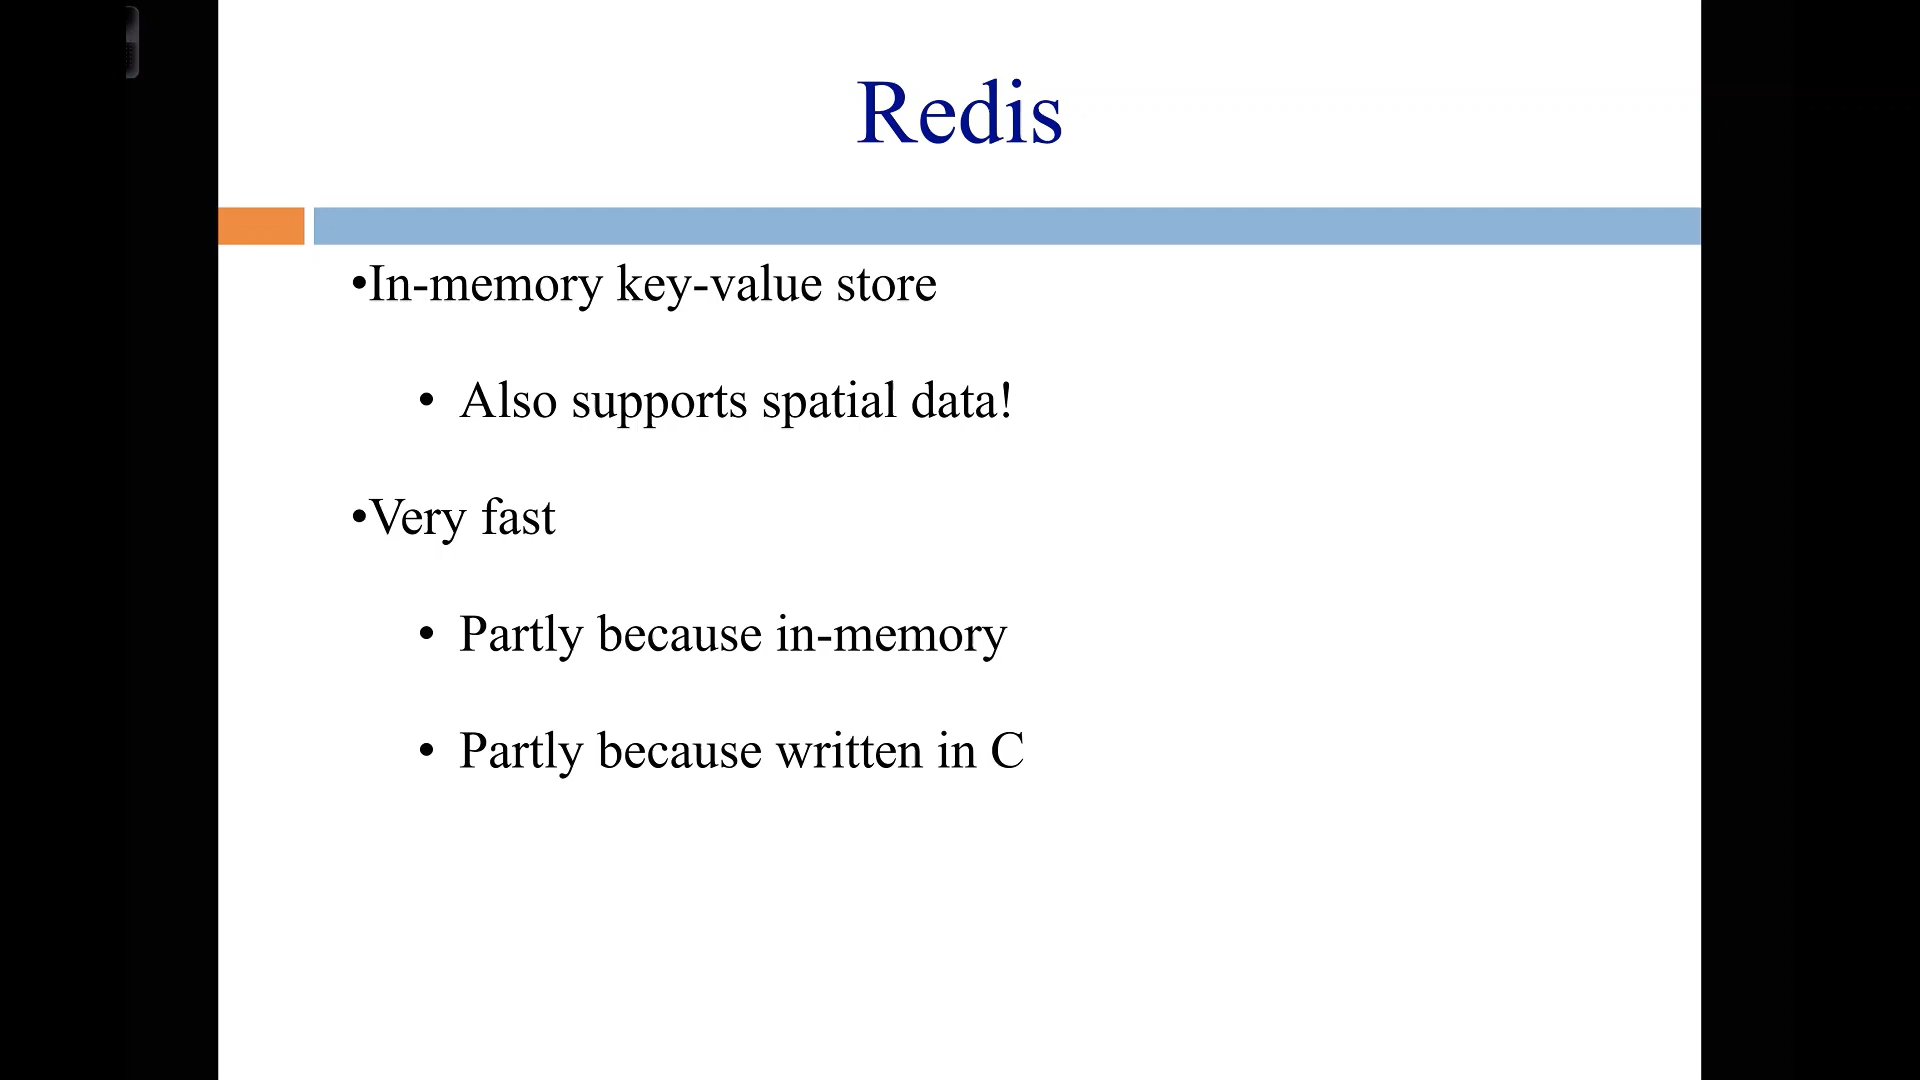 Redis
•In-memory key-value store
• Also supports spatial data!
•Very fast
• Partly because in-memory
• Partly because written in C